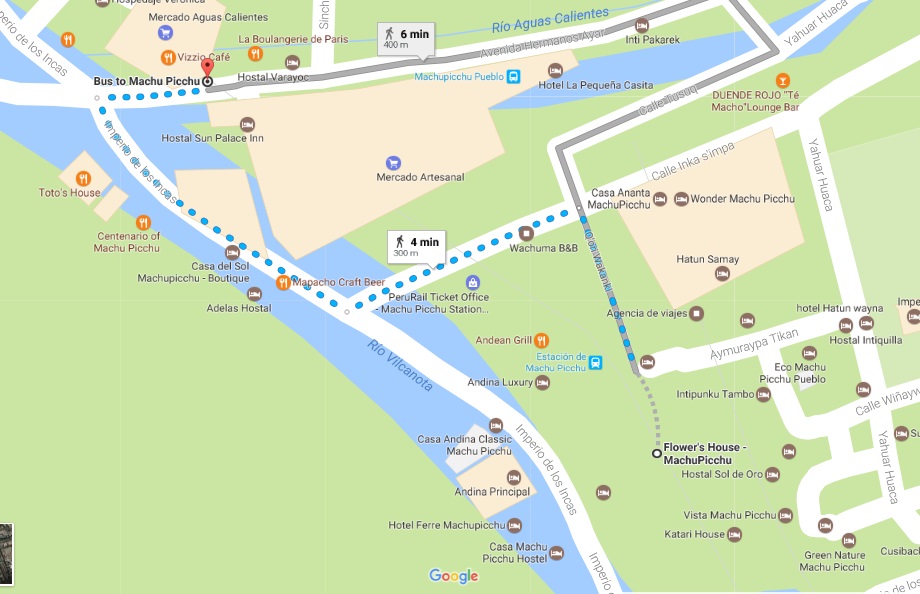 Hospedaje Veronica
Mercado Aguas Calientes
Sinch
Río Aguas Calientes
Yahuar Huaca
Imperio de los Incas
La Boulangerie de Paris
6 min
400 m
Avenida Hermanos Ayar
Inti Pakarek
Vizzio Café
Bus to Machu Picchu
Hostal Varayoc
Machupicchu Pueblo
Hotel La Pequeña Casita
DUENDE ROJO "Té
Macho"Lounge Bar
Calle Tusuq
Imperio de los Incas
Hostal Sun Palace Inn
Calle Inka s'impa
Yahuar Huaca
Mercado Artesanal
Toto's House
Casa Ananta
MachuPicchu
Wonder Machu Picchu
Centenario of
Machu Picchu
4 min
300 m
Wachuma B&B
Hatun Samay
Casa del Sol
Machupicchu - Boutique
Mapacho Craft Beer
PeruRail Ticket Office
- Machu Picchu Station...
Adelas Hostal
Agencia de viajes
hotel Hatun wayna
Impe
Hostal Intiquilla
Andean Grill
Río Vilcanota
Estación de
Machu Picchu
Aymuraypa Tikan
Eco Machu
Picchu Pueblo
Andina Luxury
Intipunku Tambo
Calle Wiñayw
Casa Andina Classic
Machu Picchu
Imperio de los Incas
Flower's House -
MachuPicchu
Yahuar Huaca
Su
Hostal Sol de Oro
Andina Principal
Vista Machu Picchu
Hotel Ferre Machupicchu
Katari House
Casa Machu
Picchu Hostel
Green Nature
Machu Picchu
Cusibac
Imperio
Google
de los In